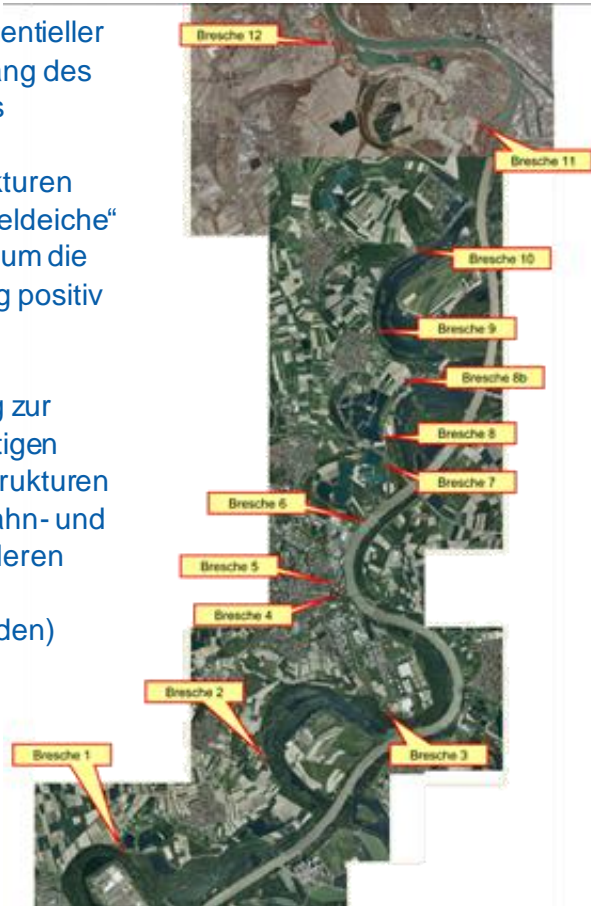 entieller
ang des
s
kturen
eldeiche“
um die
g positiv
g zur
tigen
trukturen
ahn- und
deren
den)
Bresche 12
Bresche 11
Bresche 10
Bresche 9
Bresche 8b
Bresche 8
Bresche 7
Bresche 6
Bresche 5
Bresche 4
Bresche 2
Bresche 3
Bresche 1